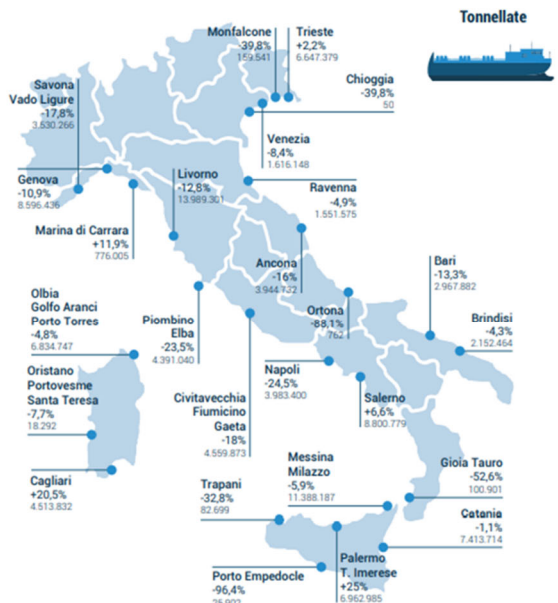 Tonnellate
Monfalcone
-39,8%
159.541
Trieste
+2,2%
6.647.379
Chioggia
-39,8%
50
Savona
Vado Ligure
-17,8%
3.530.266
Venezia
-8,4%
1.616.148
Genova
-10,9%
8.596.436
Livorno
-12,8%
13.989.301
Ravenna
-4,9%
1.551.575
Marina di Carrara
+11,9%
776.005
Ancona
-16%
3.944.732
Bari
-13,3%
2.967.882
Olbia
Golfo Aranci
Porto Torres
-4,8%
6.834.747
Piombino
Elba
-23,5%
4.391.040
Ortona
-88,1%
762
Brindisi
-4,3%
2.152.464
Oristano
Portovesme
Santa Teresa
-7,7%
18.292
Civitavecchia
Fiumicino
Gaeta
-18%
4.559.873
Napoli
-24,5%
3.983.400
Salerno
+6,6%
8.800.779
Cagliari
+20,5%
4.513.832
Trapani
-32,8%
82.699
Messina
Milazzo
-5,9%
11.388.187
Gioia Tauro
-52,6%
100.901
Catania
-1,1%
7.413.714
Porto Empedocle
-96,4%
Palermo
T. Imerese
+25%
6.962.985